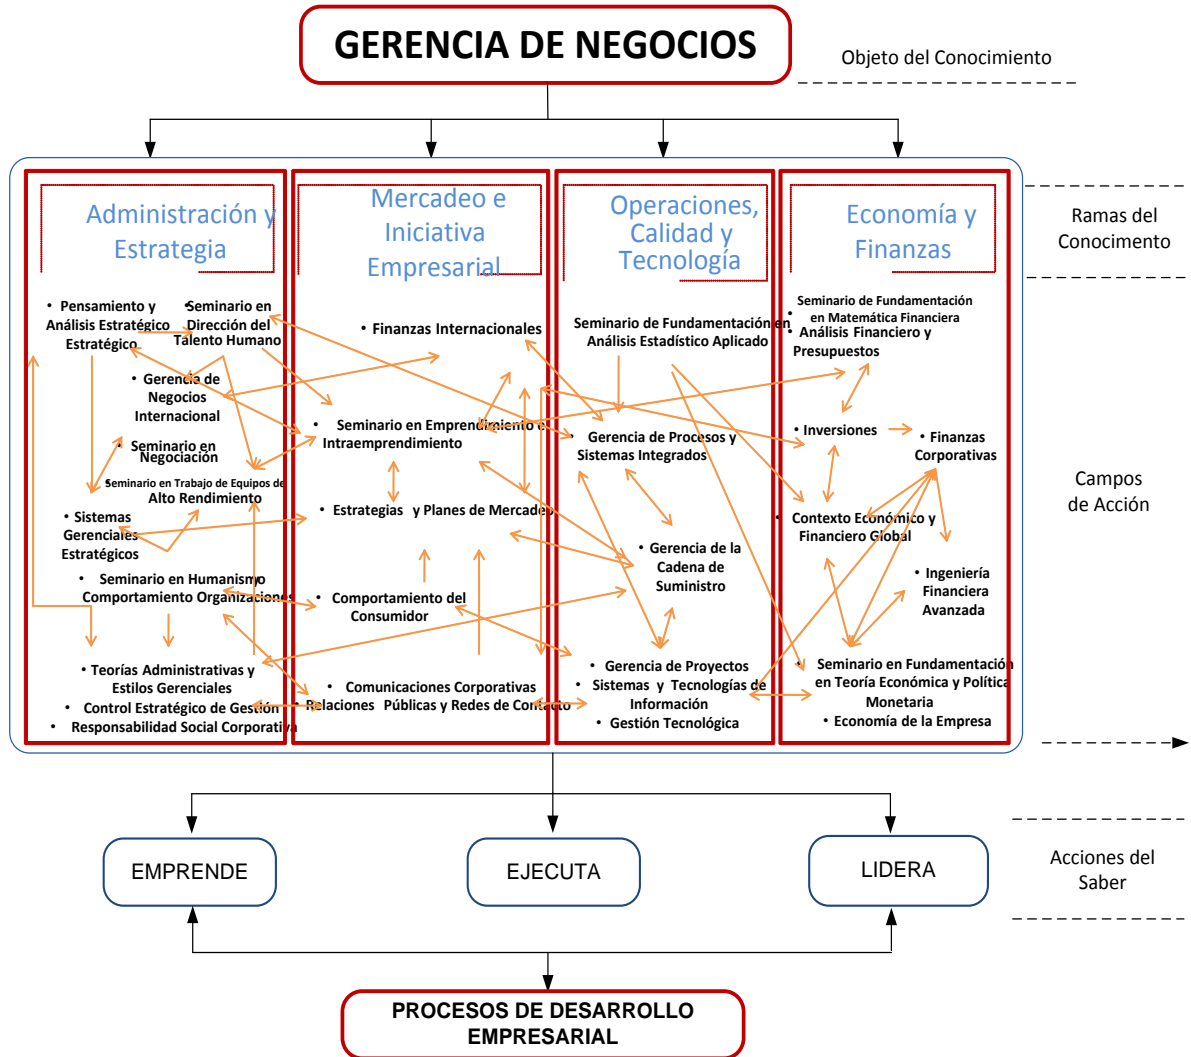 GERENCIA DE NEGOCIOS
Objeto del Conocimiento
Administración y
Estrategia
Mercadeo e
Iniciativa
Empresarial
Operaciones,
Calidad y
Tecnología
Economía y
Finanzas
Ramas del
Conocimento
• Pensamiento y
Análisis Estratégico
Estratégico
• Seminario en
Dirección del
Talento Humano
• Gerencia de
Negocios
Internacional
• Seminario en
Negociación
• Seminario en Trabajo de Equipos de
Alto Rendimiento
• Sistemas
Gerenciales
Estratégicos
• Seminario en Humanismo
Comportamiento Organizaciones
• Teorías Administrativas y
Estilos Gerenciales
• Control Estratégico de Gestión
• Responsabilidad Social Corporativa
• Finanzas Internacionales
• Seminario en Emprendimiento e
Intraemprendimiento
• Estrategias y Planes de Mercadeo
• Comportamiento del
Consumidor
• Comunicaciones Corporativas
• Relaciones Públicas y Redes de Contacto
Seminario de Fundamentación en
Análisis Estadístico Aplicado
• Gerencia de Procesos y
Sistemas Integrados
• Gerencia de la
Cadena de
Suministro
• Gerencia de Proyectos
• Sistemas y Tecnologías de
Información
• Gestión Tecnológica
Seminario de Fundamentación
• en Matemática Financiera
• Análisis Financiero y
Presupuestos
• Inversiones
• Finanzas
Corporativas
• Contexto Económico y
Financiero Global
• Ingeniería
Financiera
Avanzada
• Seminario en Fundamentación
en Teoría Económica y Política
Monetaria
• Economía de la Empresa
Campos
de Acción
EMPRENDE
EJECUTA
LIDERA
Acciones del
Saber
PROCESOS DE DESARROLLO
EMPRESARIAL